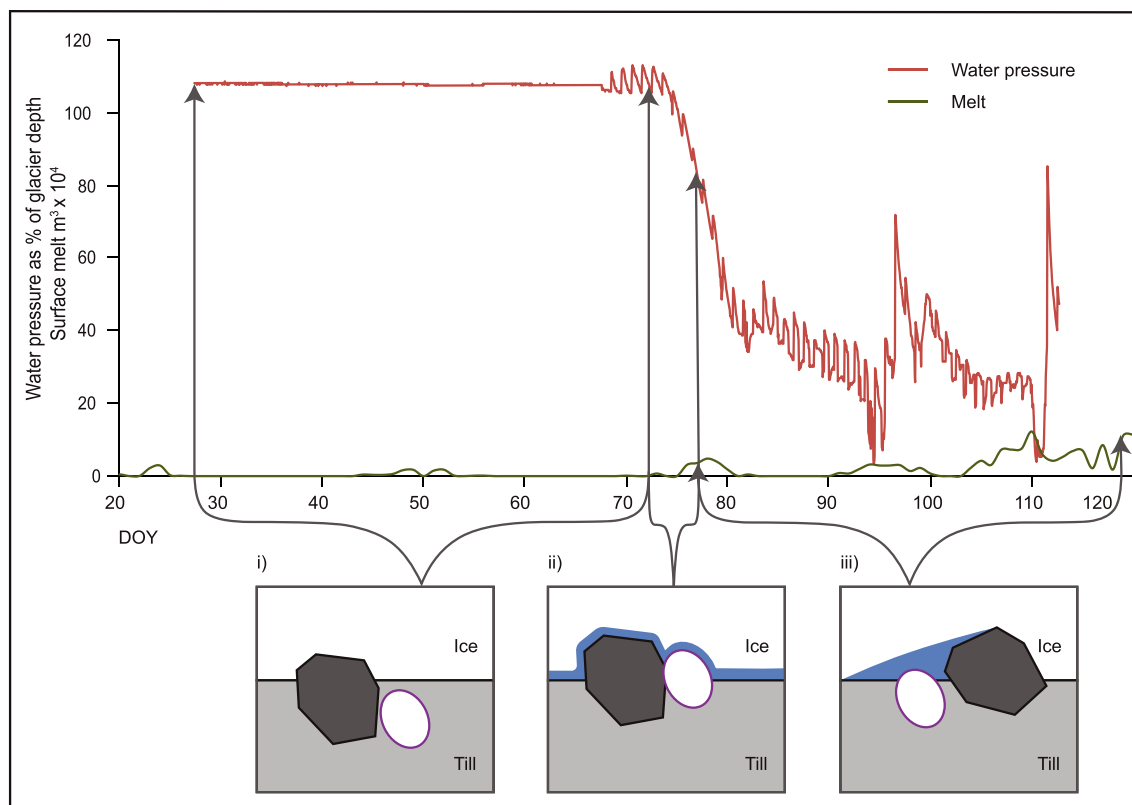 120
100
80
60
40
20
0
Water pressure as % of glacier depth
Surface melt m³ x 10⁴
Water pressure
Melt
20 30 40 50 60 70 80 90 100 110 120
DOY
i)
Ice
Till
ii)
Ice
Till
iii)
Ice
Till